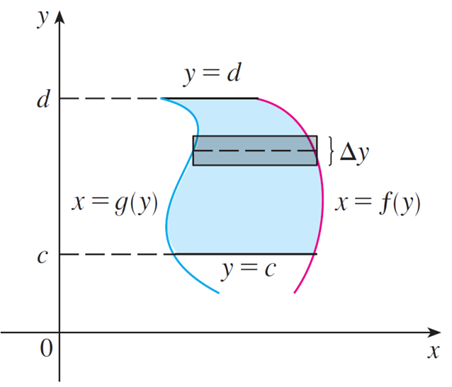 y
y = d
d
Δy
x = g(y)
x = f(y)
c
y = c
0
x